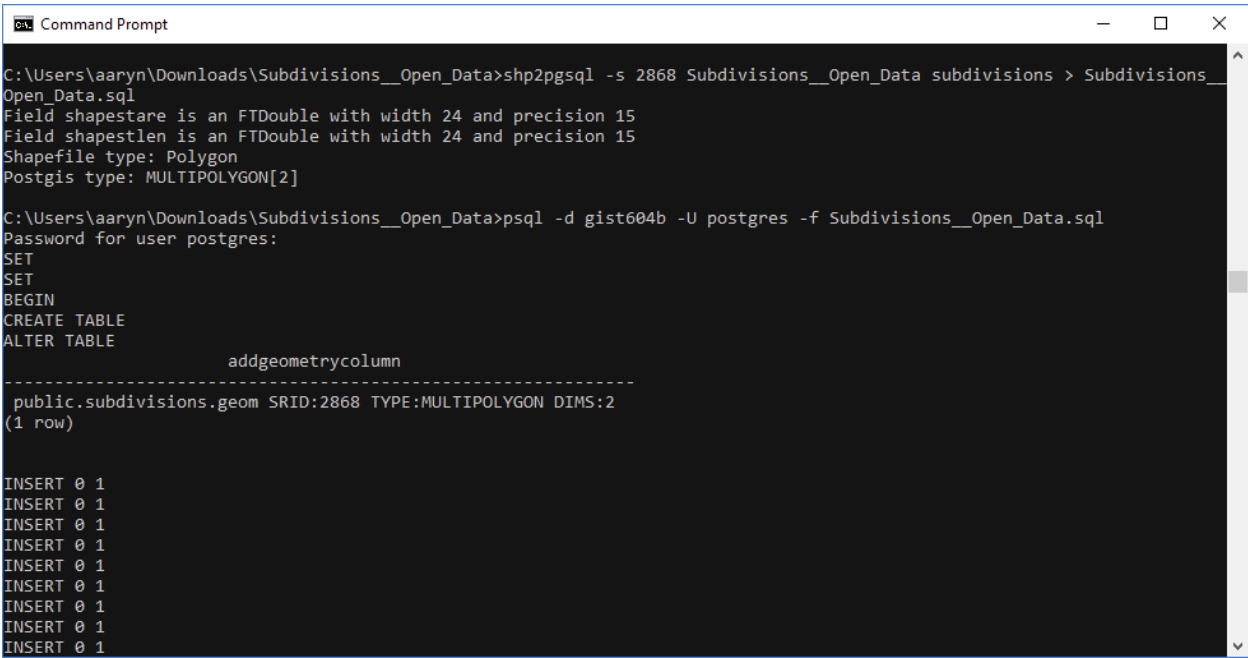 Command Prompt
C:\Users\aaryn\Downloads\Subdivisions__Open_Data>shp2pgsql -s 2868 Subdivisions__Open_Data subdivisions > Subdivisions__
Open_Data.sql
Field shapestare is an FTDouble with width 24 and precision 15
Field shapestlen is an FTDouble with width 24 and precision 15
Shapefile type: Polygon
Postgis type: MULTIPOLYGON[2]
C:\Users\aaryn\Downloads\Subdivisions__Open_Data>psql -d gist604b -U postgres -f Subdivisions__Open_Data.sql
Password for user postgres:
SET
SET
BEGIN
CREATE TABLE
ALTER TABLE
addgeometrycolumn
--------------------------------------------------------------
public.subdivisions.geom SRID:2868 TYPE:MULTIPOLYGON DIMS:2
(1 row)
INSERT 0 1
INSERT 0 1
INSERT 0 1
INSERT 0 1
INSERT 0 1
INSERT 0 1
INSERT 0 1
INSERT 0 1
INSERT 0 1